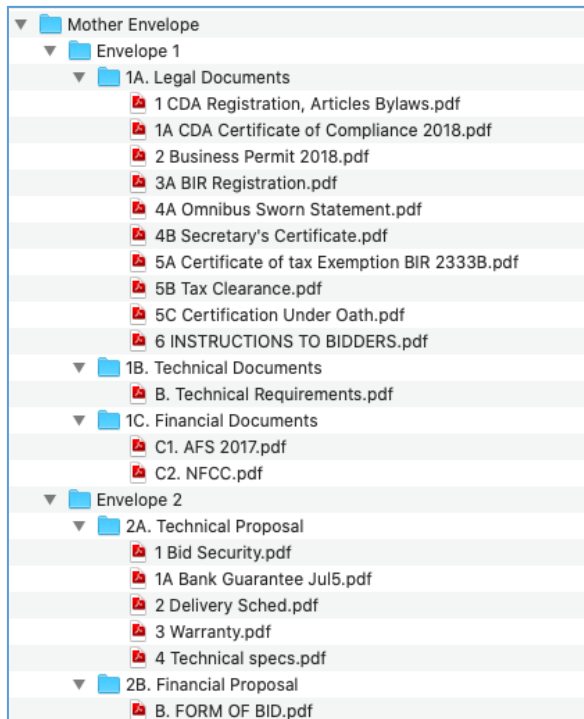 Mother Envelope
Envelope 1
1A. Legal Documents
1 CDA Registration, Articles Bylaws.pdf
1A CDA Certificate of Compliance 2018.pdf
2 Business Permit 2018.pdf
3A BIR Registration.pdf
4A Omnibus Sworn Statement.pdf
4B Secretary's Certificate.pdf
5A Certificate of tax Exemption BIR 2333B.pdf
5B Tax Clearance.pdf
5C Certification Under Oath.pdf
6 INSTRUCTIONS TO BIDDERS.pdf
1B. Technical Documents
B. Technical Requirements.pdf
1C. Financial Documents
C1. AFS 2017.pdf
C2. NFCC.pdf
Envelope 2
2A. Technical Proposal
1 Bid Security.pdf
1A Bank Guarantee Jul5.pdf
2 Delivery Sched.pdf
3 Warranty.pdf
4 Technical specs.pdf
2B. Financial Proposal
B. FORM OF BID.pdf